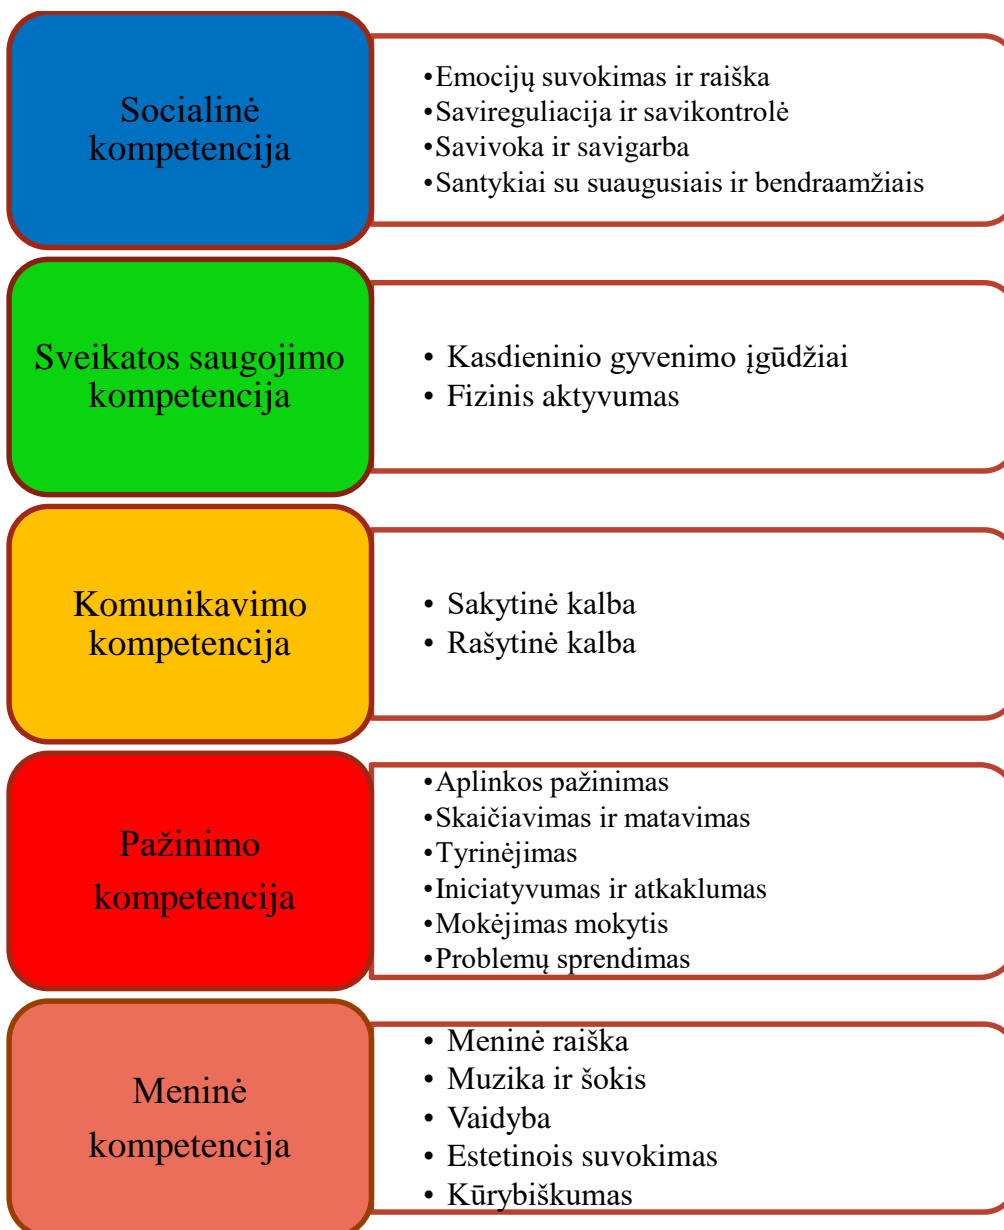 Socialinė
kompetencija
•Emocijų suvokimas ir raiška
•Savireguliacija ir savikontrolė
•Savivoka ir savigarba
•Santykiai su suaugusiais ir bendraamžiais
Sveikatos saugojimo
kompetencija
• Kasdieninio gyvenimo įgūdžiai
• Fizinis aktyvumas
Komunikavimo
kompetencija
• Sakytinė kalba
• Rašytinė kalba
Pažinimo
kompetencija
•Aplinkos pažinimas
•Skaičiavimas ir matavimas
•Tyrinėjimas
•Iniciatyvumas ir atkaklumas
•Mokėjimas mokytis
•Problemų sprendimas
Meninė
kompetencija
• Meninė raiška
• Muzika ir šokis
• Vaidyba
• Estetinois suvokimas
• Kūrybiškumas